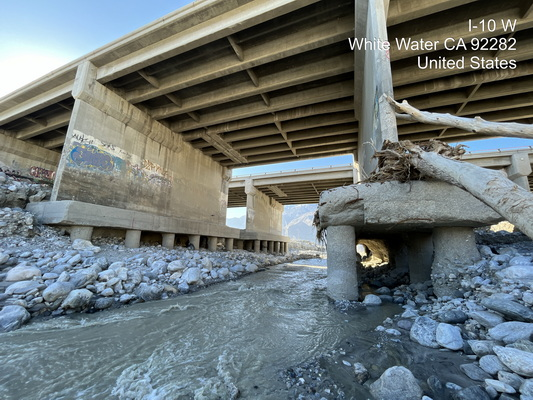 I-10 W
White Water CA 92282
United States